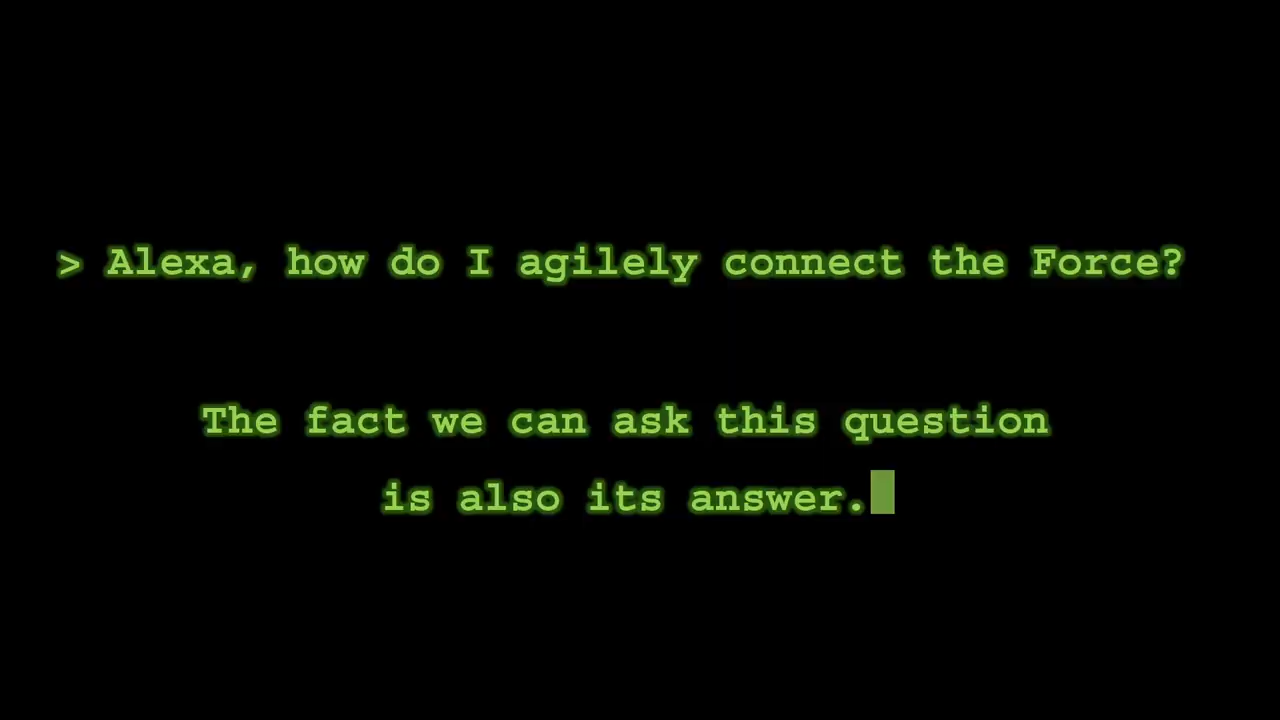 > Alexa, how do I agilely connect the Force?
The fact we can ask this question
is also its answer.